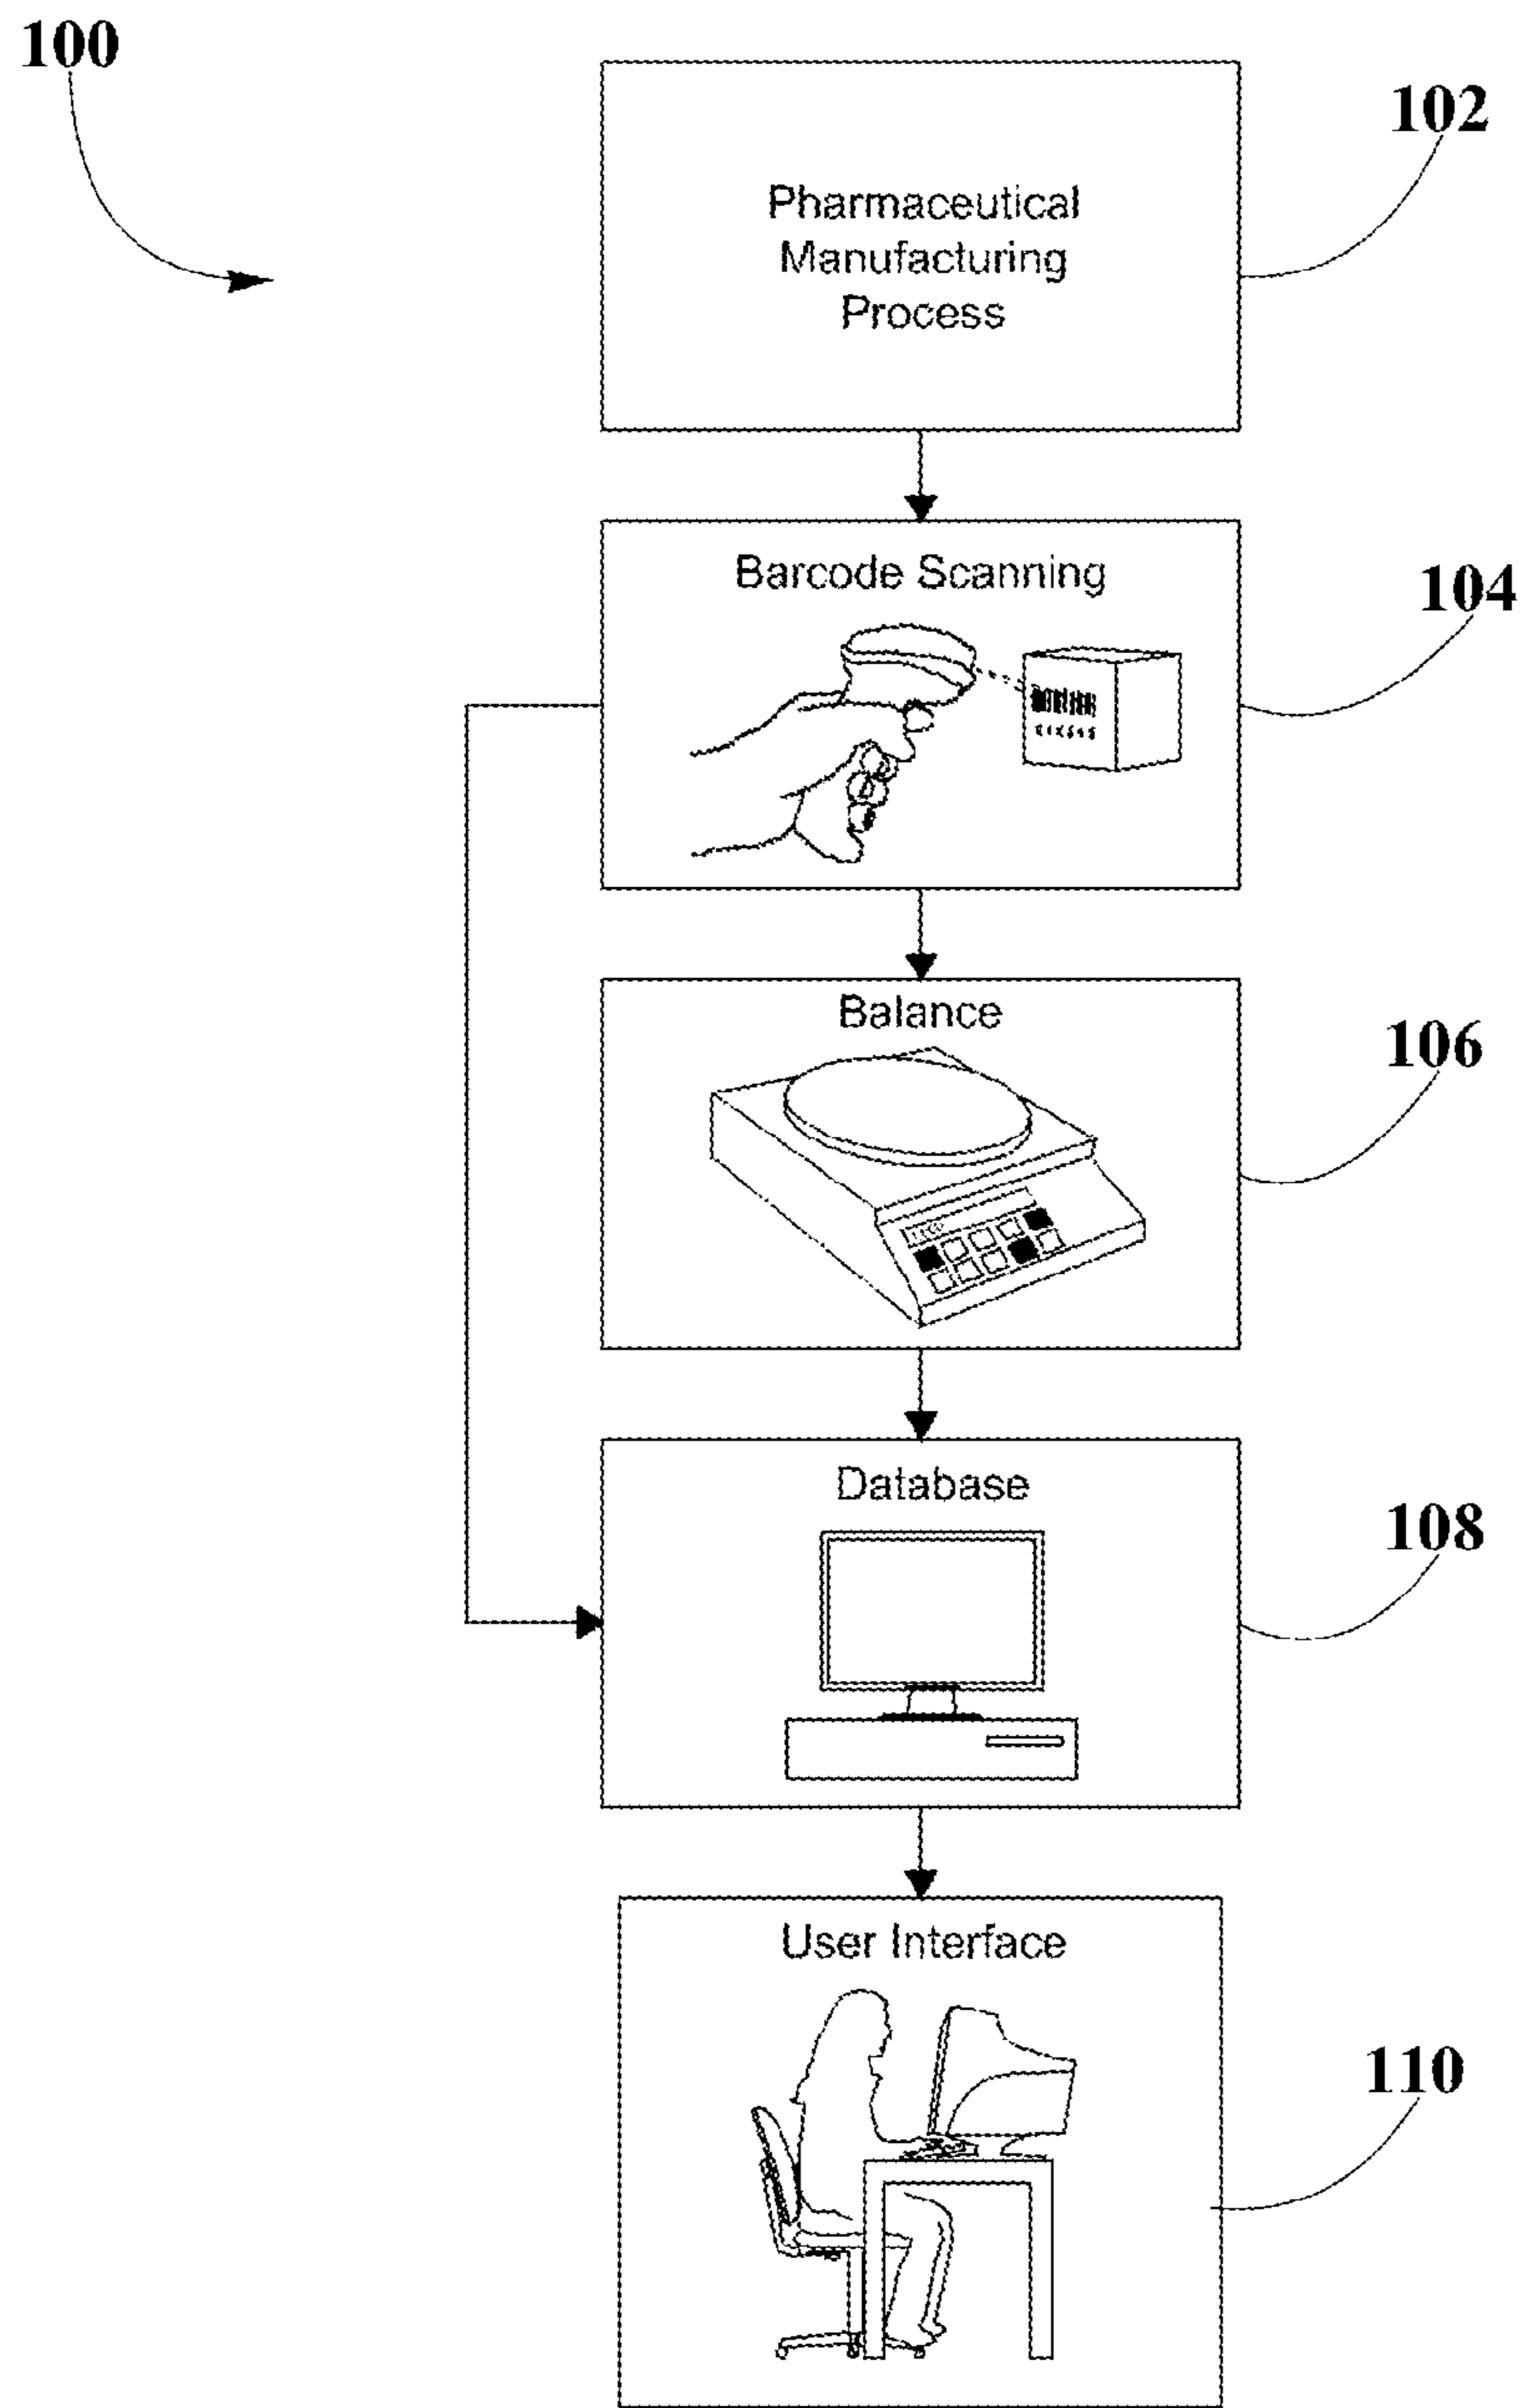 100
102
Pharmaceutical
Manufacturing
Process
Barcode Scanning
104
Balance
106
Database
108
User Interface
110